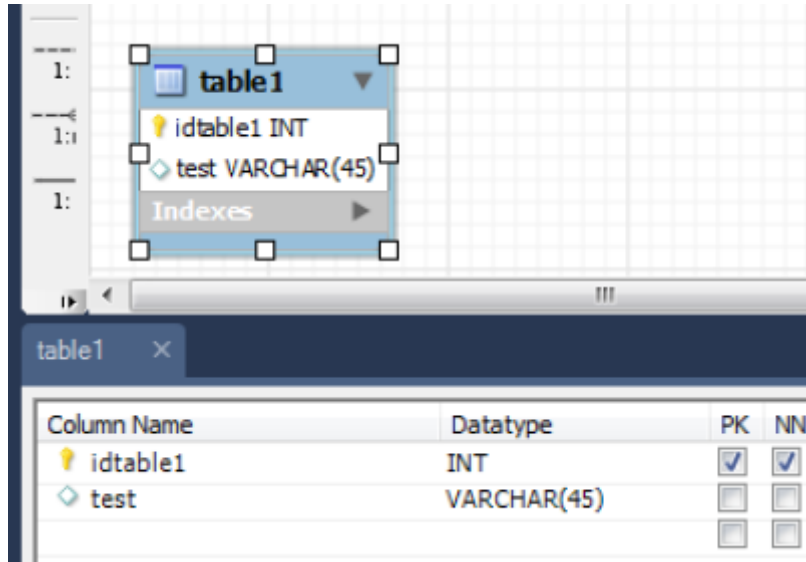 1:
table1
idtable1 INT
1:n
test VARCHAR(45)
1:
Indexes
table1
Column Name Datatype PK NN
idtable1 INT
test VARCHAR(45)